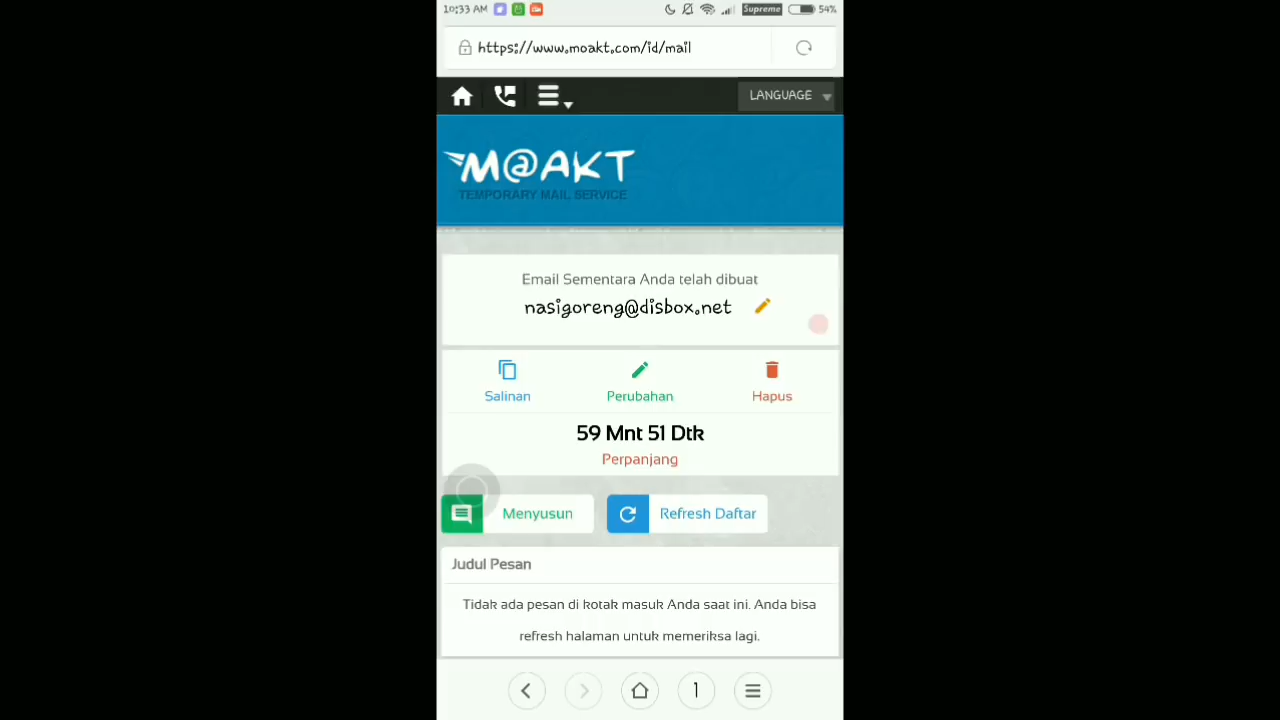 10:33 AM Supreme 54%
https://www.moakt.com/id/mail
LANGUAGE
M@AKT
TEMPORARY MAIL SERVICE
Email Sementara Anda telah dibuat
nasigoreng@disbox.net
Salinan Perubahan Hapus
59 Mnt 51 Dtk
Perpanjang
Menyusun Refresh Daftar
Judul Pesan
Tidak ada pesan di kotak masuk Anda saat ini. Anda bisa
refresh halaman untuk memeriksa lagi.
1